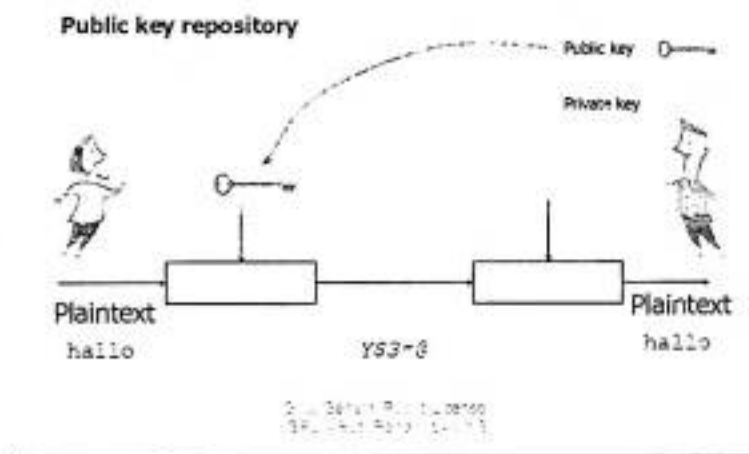 Public key repository
Public key
Private key
Plaintext
hallo
YS3=@
Plaintext
hallo